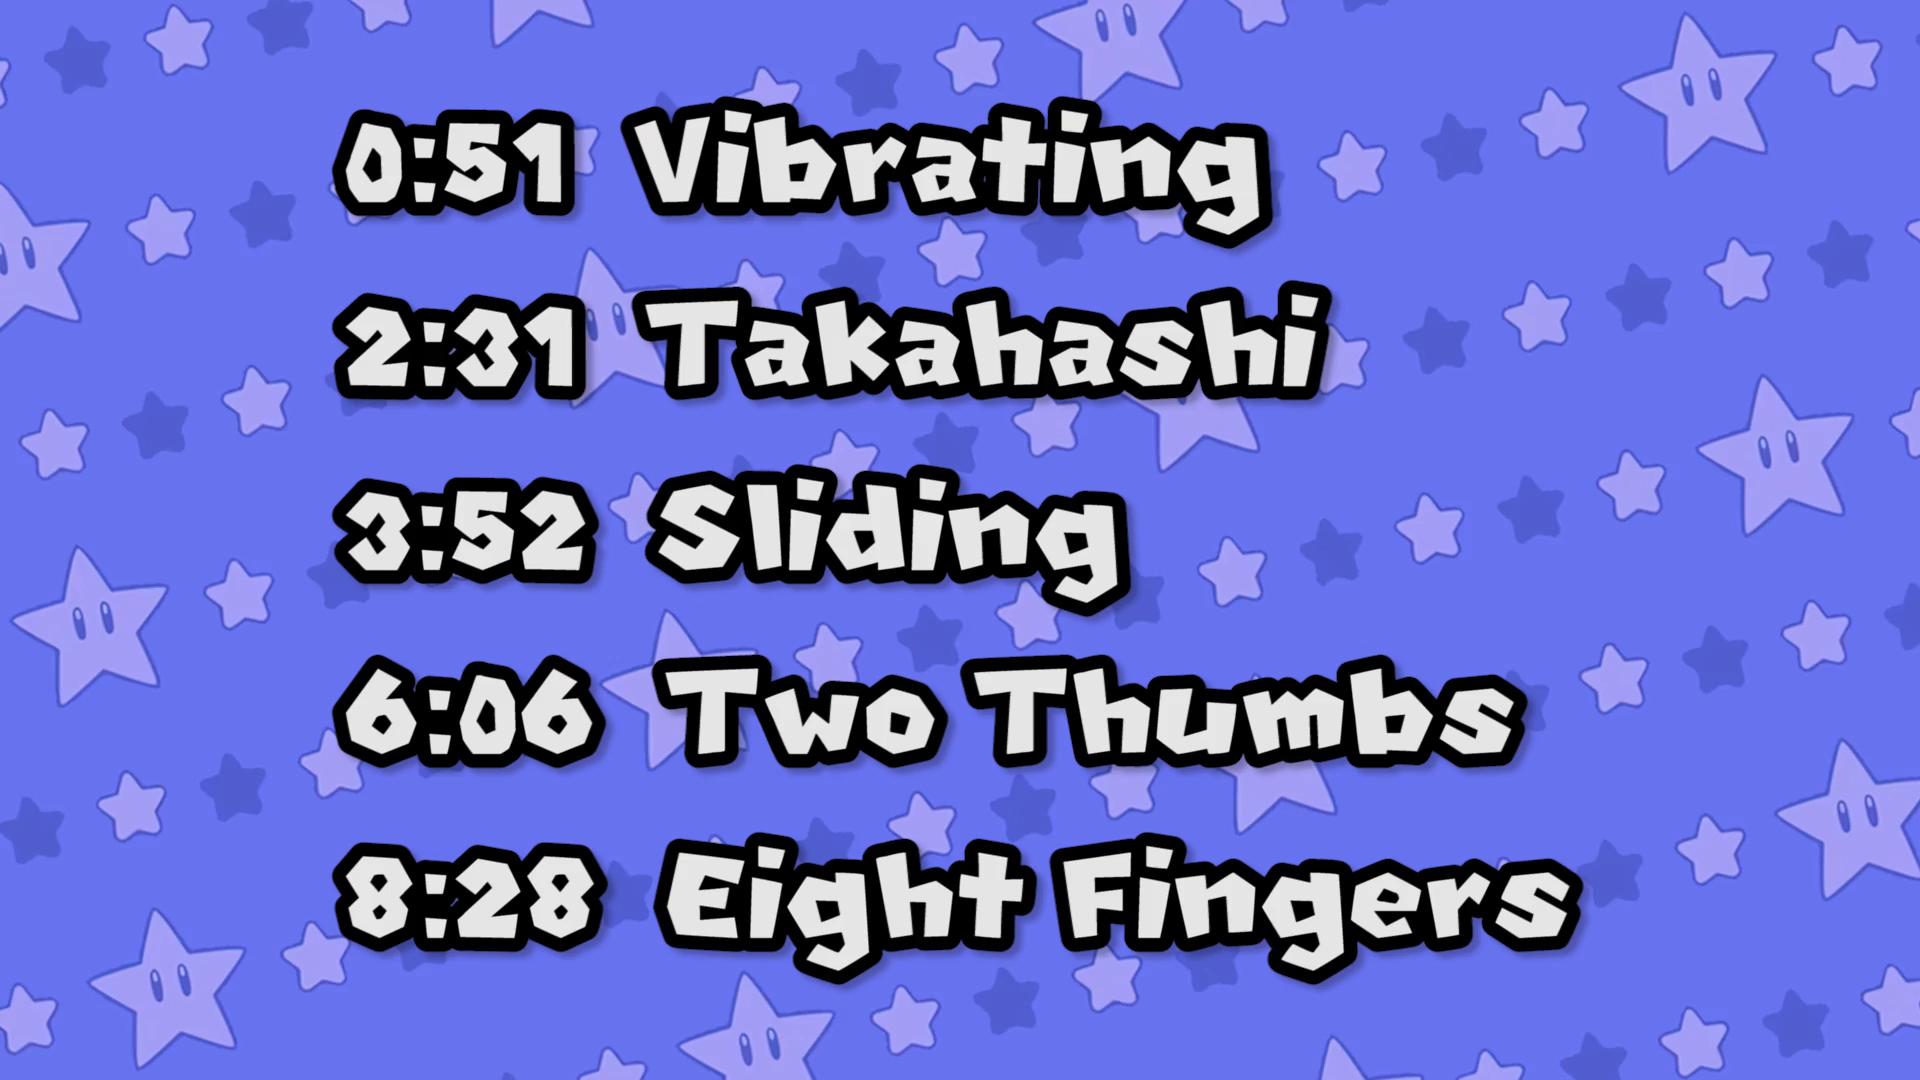 0:51 Vibrating
2:31 Takahashi
3:52 Sliding
6:06 Two Thumbs
8:28 Eight Fingers